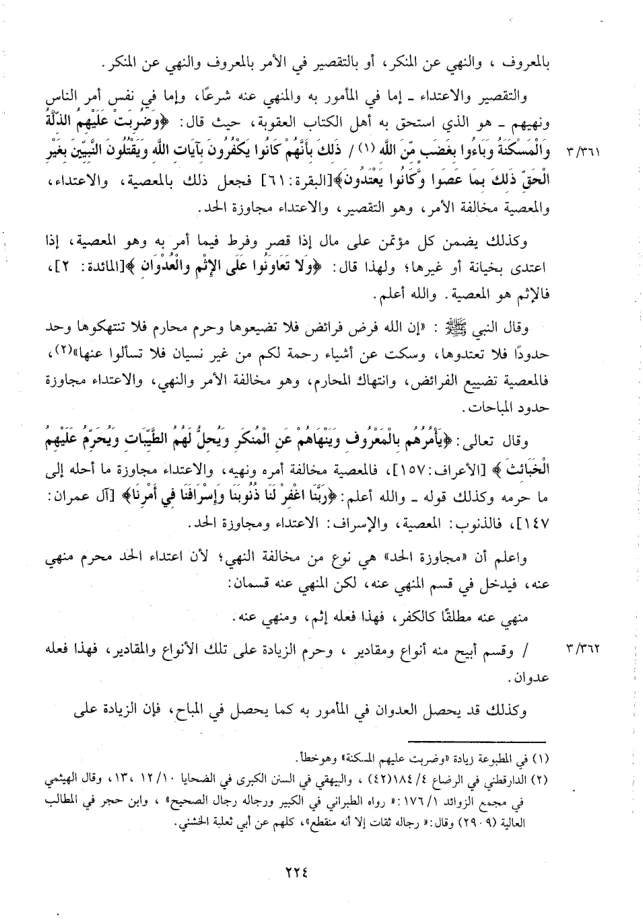 بالمعروف ، والنهي عن المنكر، أو بالتقصير في الأمر بالمعروف والنهي عن المنكر.
والتقصير والاعتداء ـ إما في المأمور به والمنهي عنه شرعًا، وإما في نفس أمر الناس
ونهيهم ـ هو الذي استحق به أهل الكتاب العقوبة، حيث قال: ﴿وَضُرِبَتْ عَلَيْهِمُ الذِّلَّةُ
٣/٣٦١ وَالْمَسْكَنَةُ وَبَاءُوا بِغَضَبٍ مِّنَ اللَّه (١) / ذَلِكَ بِأَنَّهُمْ كَانُوا يَكْفُرُونَ بِآيَاتِ اللَّهِ وَيَقْتُلُونَ النَّبِيِّينَ بِغَيْرِ
الْحَقِّ ذَلِكَ بِمَا عَصَوا وَّكَانُوا يَعْتَدُونَ﴾[البقرة:٦١] فجعل ذلك بالمعصية، والاعتداء،
والمعصية مخالفة الأمر، وهو التقصير، والاعتداء مجاوزة الحد.
وكذلك يضمن كل مؤتمن على مال إذا قصر وفرط فيما أمر به وهو المعصية، إذا
اعتدى بخيانة أو غيرها؛ ولهذا قال: ﴿وَلا تَعَاوَنُوا عَلَى الإِثْمِ والْعُدْوَانِ ﴾[المائدة: ٢]،
فالإثم هو المعصية. والله أعلم.
وقال النبي ﷺ : «إن الله فرض فرائض فلا تضيعوها وحرم محارم فلا تنتهكوها وحد
حدودًا فلا تعتدوها، وسكت عن أشياء رحمة لكم من غير نسيان فلا تسألوا عنها»(٢)،
فالمعصية تضييع الفرائض، وانتهاك المحارم، وهو مخالفة الأمر والنهي، والاعتداء مجاوزة
حدود المباحات.
وقال تعالى: ﴿يَأْمُرُهُم بِالْمَعْرُوفِ وَيَنْهَاهُمْ عَنِ الْمُنكَرِ وَيُحِلُّ لَهُمُ الطَّيِّبَاتِ وَيُحَرِّمُ عَلَيْهِمُ
الْخَبَائِثَ ﴾ [الأعراف:١٥٧]، فالمعصية مخالفة أمره ونهيه، والاعتداء مجاوزة ما أحله إلى
ما حرمه وكذلك قوله ـ والله أعلم: ﴿رَبَّنَا اغْفِرْ لَنَا ذُنُوبَنَا وَإِسْرَافَنَا فِي أَمْرِنَا﴾ [آل عمران:
١٤٧]، فالذنوب: المعصية، والإسراف: الاعتداء ومجاوزة الحد.
واعلم أن «مجاوزة الحد» هي نوع من مخالفة النهي؛ لأن اعتداء الحد محرم منهي
عنه، فيدخل في قسم المنهي عنه، لكن المنهي عنه قسمان:
منهي عنه مطلقًا كالكفر، فهذا فعله إثم، ومنهي عنه.
٣/٣٦٢ / وقسم أبيح منه أنواع ومقادير ، وحرم الزيادة على تلك الأنواع والمقادير، فهذا فعله
عدوان.
وكذلك قد يحصل العدوان في المأمور به كما يحصل في المباح، فإن الزيادة على
(١) في المطبوعة زيادة «وضربت عليهم المسكنة» وهوخطأ.
(٢) الدارقطني في الرضاع ٤/ ١٨٤(٤٢) ، والبيهقي في السنن الكبرى في الضحايا ١٠/ ١٢ ،١٣، وقال الهيثمي
في مجمع الزوائد ١/ ١٧٦:« رواه الطبراني في الكبير ورجاله رجال الصحيح» ، وابن حجر في المطالب
العالية (٢٩٠٩) وقال:« رجاله ثقات إلا أنه منقطع»، كلهم عن أبي ثعلبة الخشني.
٢٢٤